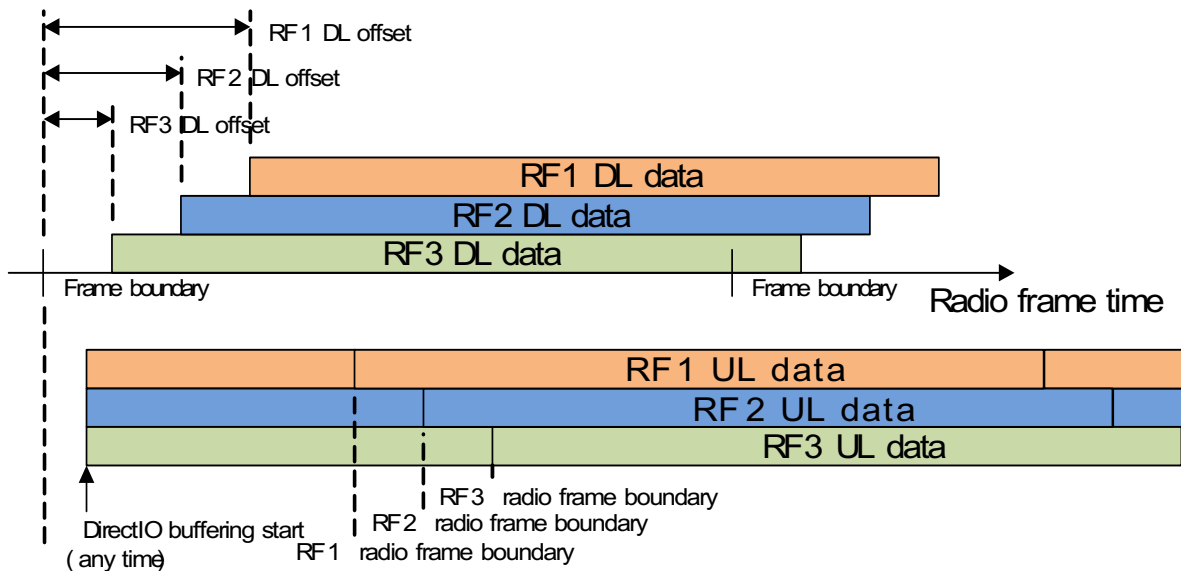 RF1 DL offset
RF2 DL offset
RF3 DL offset
RF1 DL data
RF2 DL data
RF3 DL data
Frame boundary
Frame boundary
Radio frame time
RF1 UL data
RF2 UL data
RF3 UL data
RF3 radio frame boundary
RF2 radio frame boundary
RF1 radio frame boundary
DirectIO buffering start
(any time)